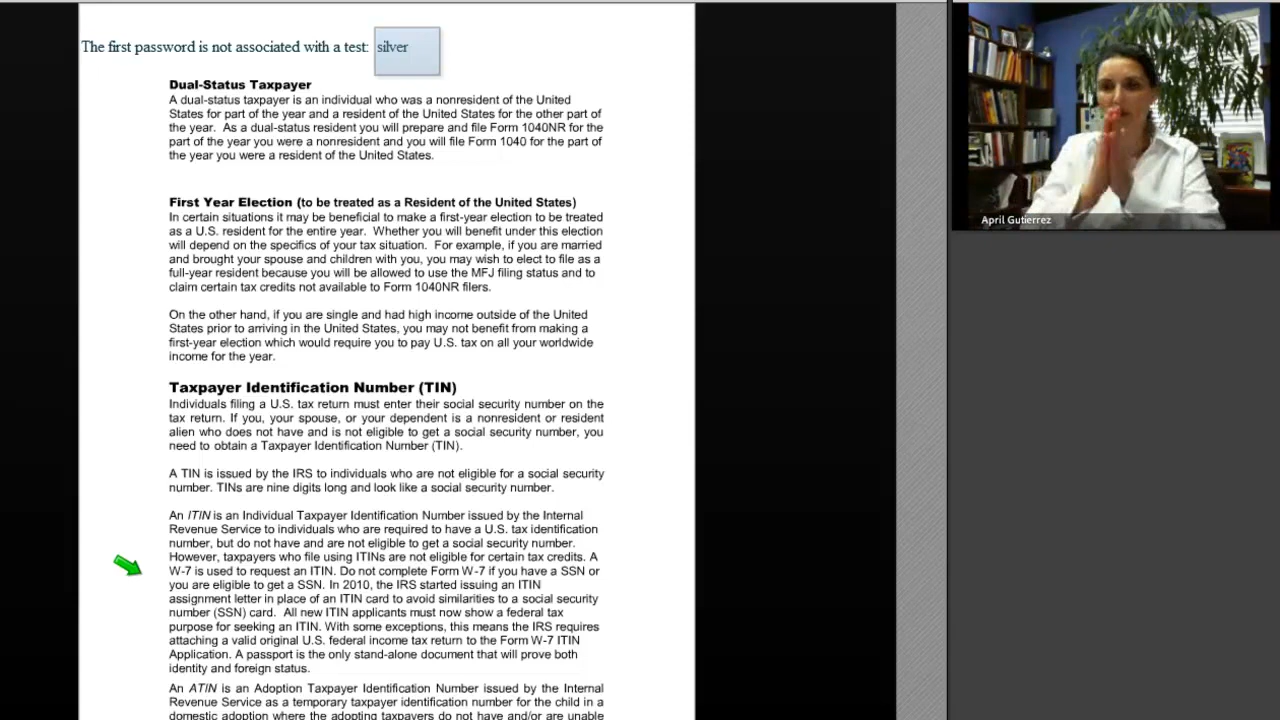 The first password is not associated with a test: silver
Dual-Status Taxpayer
A dual-status taxpayer is an individual who was a nonresident of the United
States for part of the year and a resident of the United States for the other part of
the year.  As a dual-status resident you will prepare and file Form 1040NR for the
part of the year you were a nonresident and you will file Form 1040 for the part of
the year you were a resident of the United States.
First Year Election (to be treated as a Resident of the United States)
In certain situations it may be beneficial to make a first-year election to be treated
as a U.S. resident for the entire year.  Whether you will benefit under this election
will depend on the specifics of your tax situation.  For example, if you are married
and brought your spouse and children with you, you may wish to elect to file as a
full-year resident because you will be allowed to use the MFJ filing status and to
claim certain tax credits not available to Form 1040NR filers.
On the other hand, if you are single and had high income outside of the United
States prior to arriving in the United States, you may not benefit from making a
first-year election which would require you to pay U.S. tax on all your worldwide
income for the year.
Taxpayer Identification Number (TIN)
Individuals filing a U.S. tax return must enter their social security number on the
tax return. If you, your spouse, or your dependent is a nonresident or resident
alien who does not have and is not eligible to get a social security number, you
need to obtain a Taxpayer Identification Number (TIN).
A TIN is issued by the IRS to individuals who are not eligible for a social security
number. TINs are nine digits long and look like a social security number.
An ITIN is an Individual Taxpayer Identification Number issued by the Internal
Revenue Service to individuals who are required to have a U.S. tax identification
number, but do not have and are not eligible to get a social security number.
However, taxpayers who file using ITINs are not eligible for certain tax credits. A
W-7 is used to request an ITIN. Do not complete Form W-7 if you have a SSN or
you are eligible to get a SSN. In 2010, the IRS started issuing an ITIN
assignment letter in place of an ITIN card to avoid similarities to a social security
number (SSN) card.  All new ITIN applicants must now show a federal tax
purpose for seeking an ITIN. With some exceptions, this means the IRS requires
attaching a valid original U.S. federal income tax return to the Form W-7 ITIN
Application. A passport is the only stand-alone document that will prove both
identity and foreign status.
An ATIN is an Adoption Taxpayer Identification Number issued by the Internal
Revenue Service as a temporary taxpayer identification number for the child in a
domestic adoption where the adopting taxpayers do not have and/or are unable
April Gutierrez